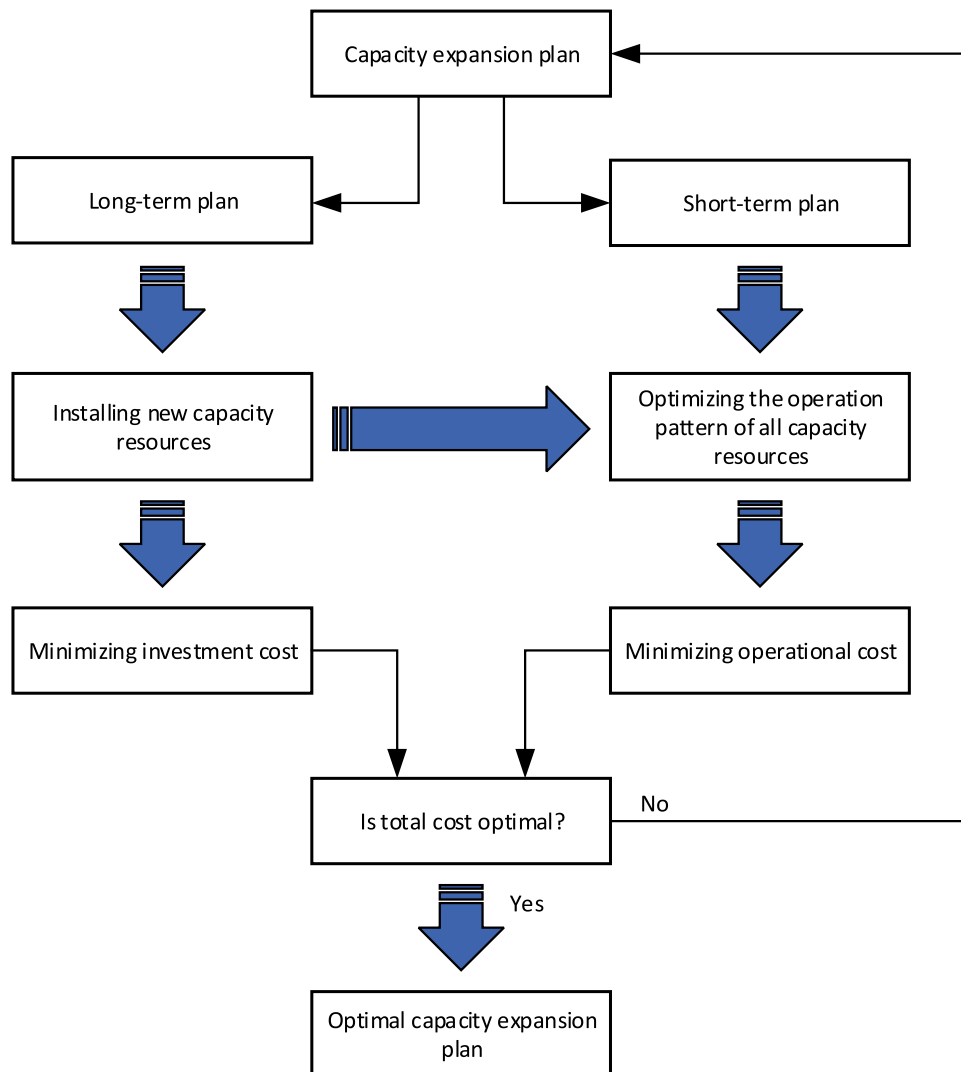 Capacity expansion plan
Long-term plan
Short-term plan
Installing new capacity
resources
Optimizing the operation
pattern of all capacity
resources
Minimizing investment cost
Minimizing operational cost
Is total cost optimal?
No
Yes
Optimal capacity expansion
plan